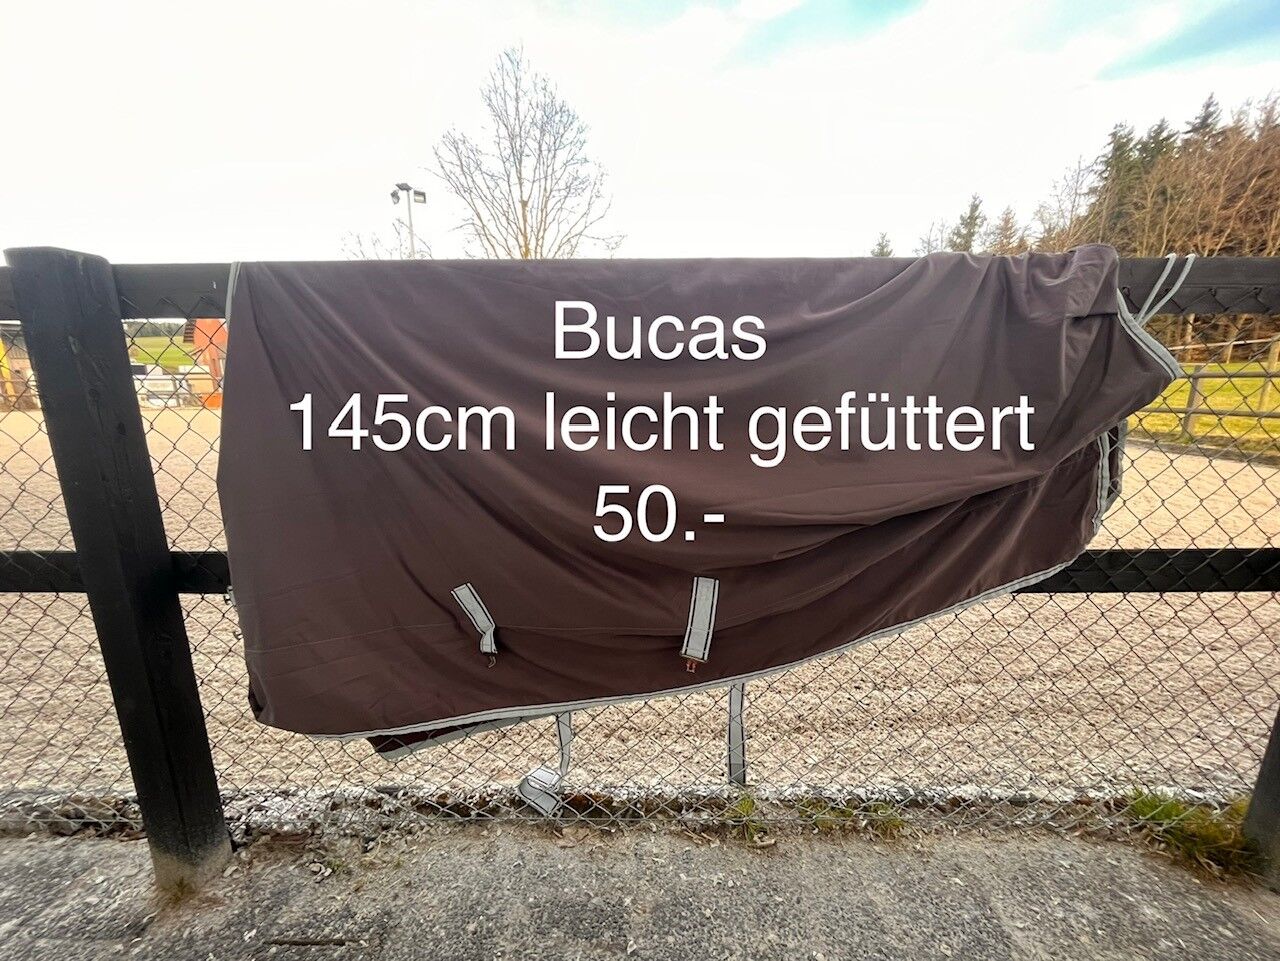 Bucas
145cm leicht gefüttert
50.-